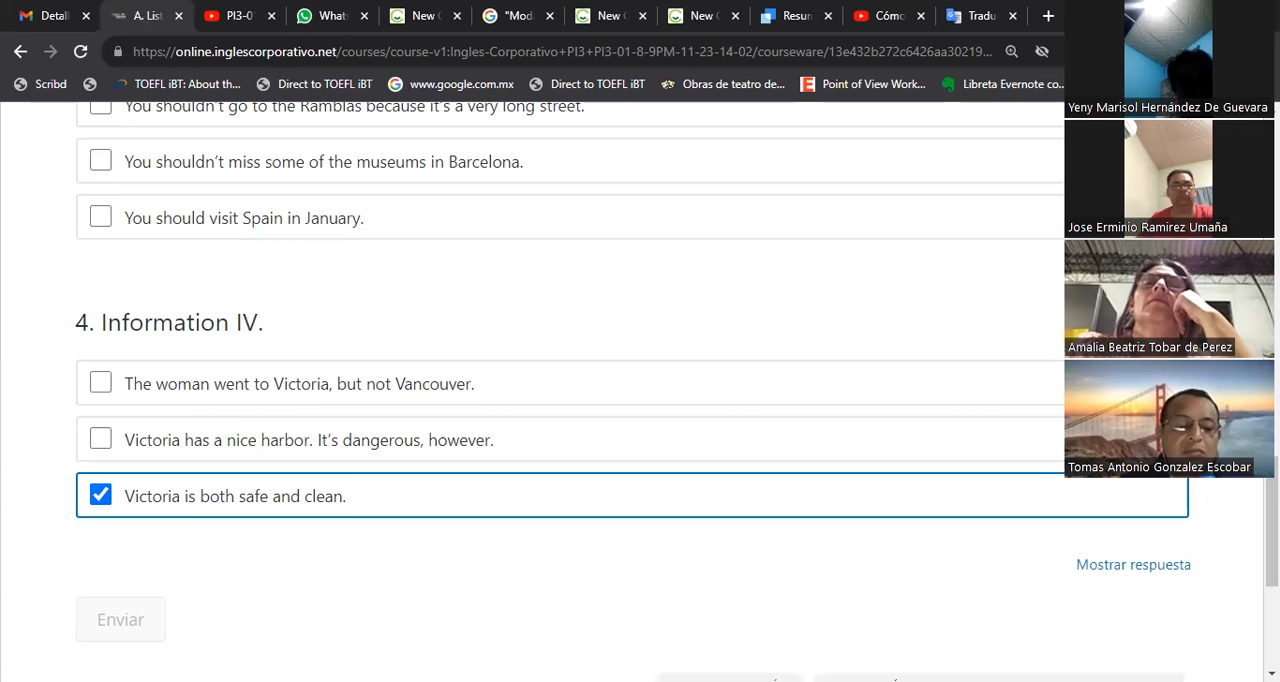 Detall
A. List
PI3-0
Whats
New
"Mod
New
New
Resun
Cómo
Tradu
https://online.inglescorporativo.net/courses/course-v1:Ingles-Corporativo+PI3+PI3-01-8-9PM-11-23-14-02/courseware/13e432b272c6426aa30219...
Scribd
TOEFL iBT: About th...
Direct to TOEFL iBT
www.google.com.mx
Direct to TOEFL iBT
Obras de teatro de...
Point of View Work...
Libreta Evernote co...
You shouldn't go to the Ramblas because it's a very long street.
You shouldn't miss some of the museums in Barcelona.
You should visit Spain in January.
4. Information IV.
The woman went to Victoria, but not Vancouver.
Victoria has a nice harbor. It's dangerous, however.
Victoria is both safe and clean.
Mostrar respuesta
Enviar
Yeny Marisol Hernández De Guevara
Jose Erminio Ramirez Umaña
Amalia Beatriz Tobar de Perez
Tomas Antonio Gonzalez Escobar